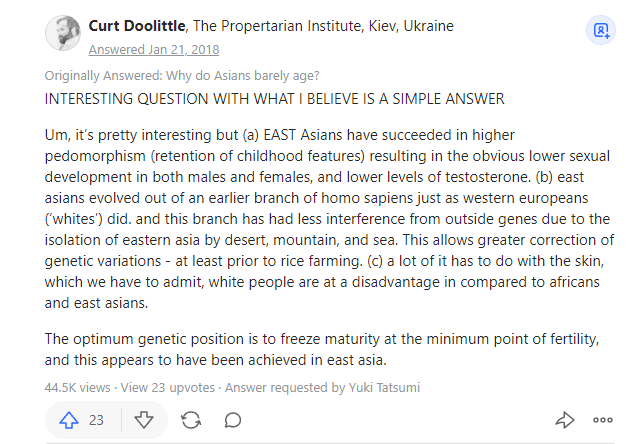 Curt Doolittle, The Propertarian Institute, Kiev, Ukraine
Answered Jan 21, 2018
Originally Answered: Why do Asians barely age?
INTERESTING QUESTION WITH WHAT I BELIEVE IS A SIMPLE ANSWER
Um, it’s pretty interesting but (a) EAST Asians have succeeded in higher
pedomorphism (retention of childhood features) resulting in the obvious lower sexual
development in both males and females, and lower levels of testosterone. (b) east
asians evolved out of an earlier branch of homo sapiens just as western europeans
(‘whites’) did. and this branch has had less interference from outside genes due to the
isolation of eastern asia by desert, mountain, and sea. This allows greater correction of
genetic variations - at least prior to rice farming. (c) a lot of it has to do with the skin,
which we have to admit, white people are at a disadvantage in compared to africans
and east asians.
The optimum genetic position is to freeze maturity at the minimum point of fertility,
and this appears to have been achieved in east asia.
44.5K views · View 23 upvotes · Answer requested by Yuki Tatsumi
23